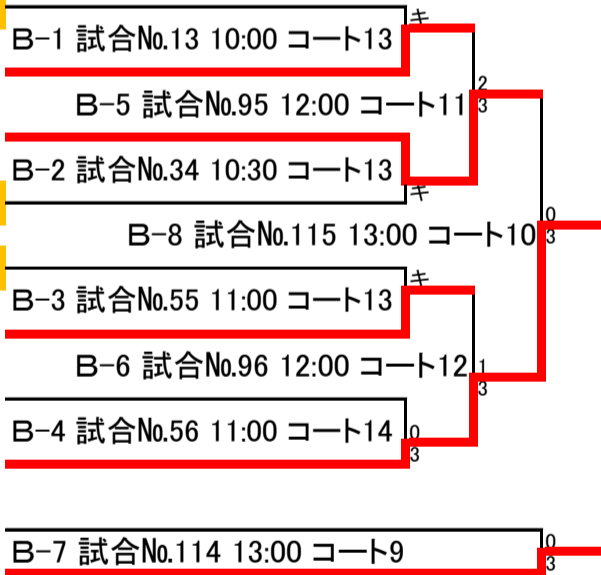 キ
B-1 試合No.13 10:00 コート13
2
B-5 試合No.95 12:00 コート11
3
B-2 試合No.34 10:30 コート13
キ
0
B-8 試合No.115 13:00 コート10
3
キ
B-3 試合No.55 11:00 コート13
1
B-6 試合No.96 12:00 コート12
3
0
B-4 試合No.56 11:00 コート14
3
0
B-7 試合No.114 13:00 コート9
3